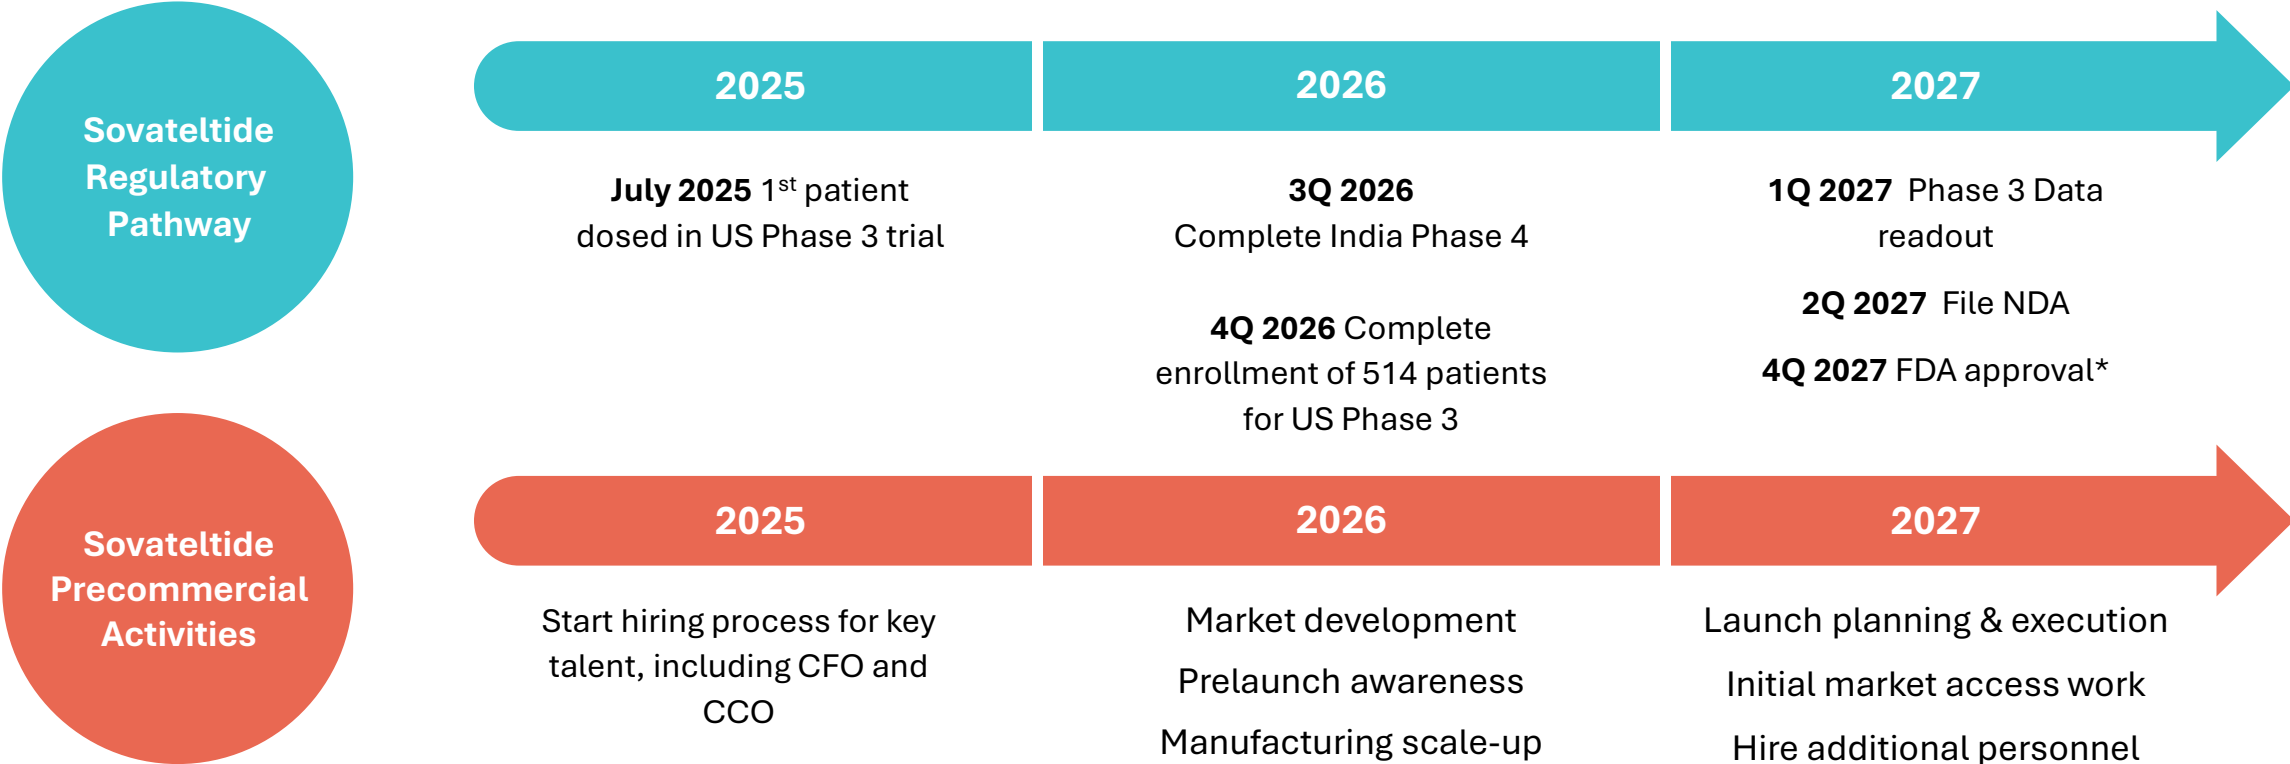 Sovateltide
Regulatory
Pathway
2025
2026
2027
July 2025 1st patient
dosed in US Phase 3 trial
3Q 2026
Complete India Phase 4
4Q 2026 Complete
enrollment of 514 patients
for US Phase 3
1Q 2027 Phase 3 Data
readout
2Q 2027 File NDA
4Q 2027 FDA approval*
Sovateltide
Precommercial
Activities
2025
2026
2027
Start hiring process for key
talent, including CFO and
CCO
Market development
Prelaunch awareness
Manufacturing scale-up
Launch planning & execution
Initial market access work
Hire additional personnel